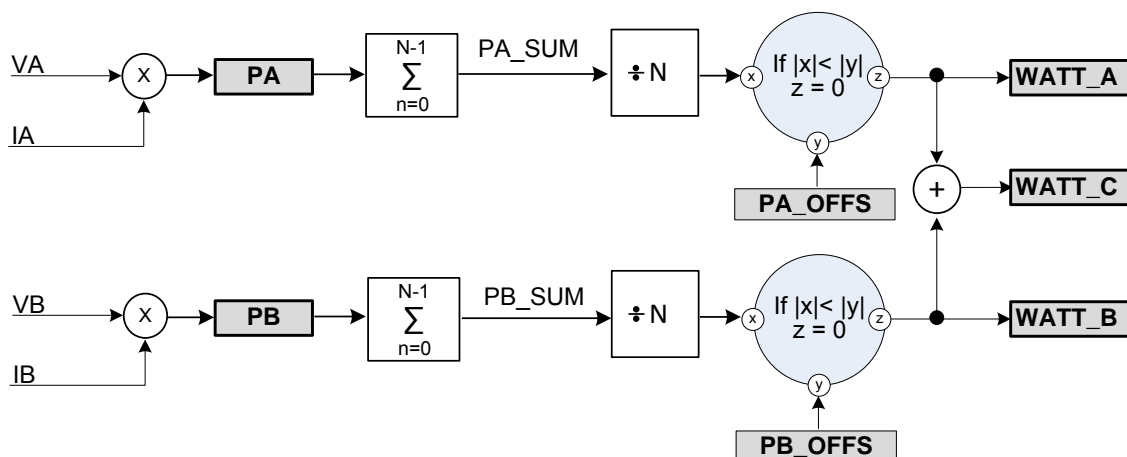 VA
IA
X
PA
N-1
∑
n=0
PA_SUM
÷N
x
If |x|< |y|
z = 0
z
y
PA_OFFS
WATT_A
+
WATT_C
VB
IB
X
PB
N-1
∑
n=0
PB_SUM
÷N
x
If |x|< |y|
z = 0
z
y
PB_OFFS
WATT_B